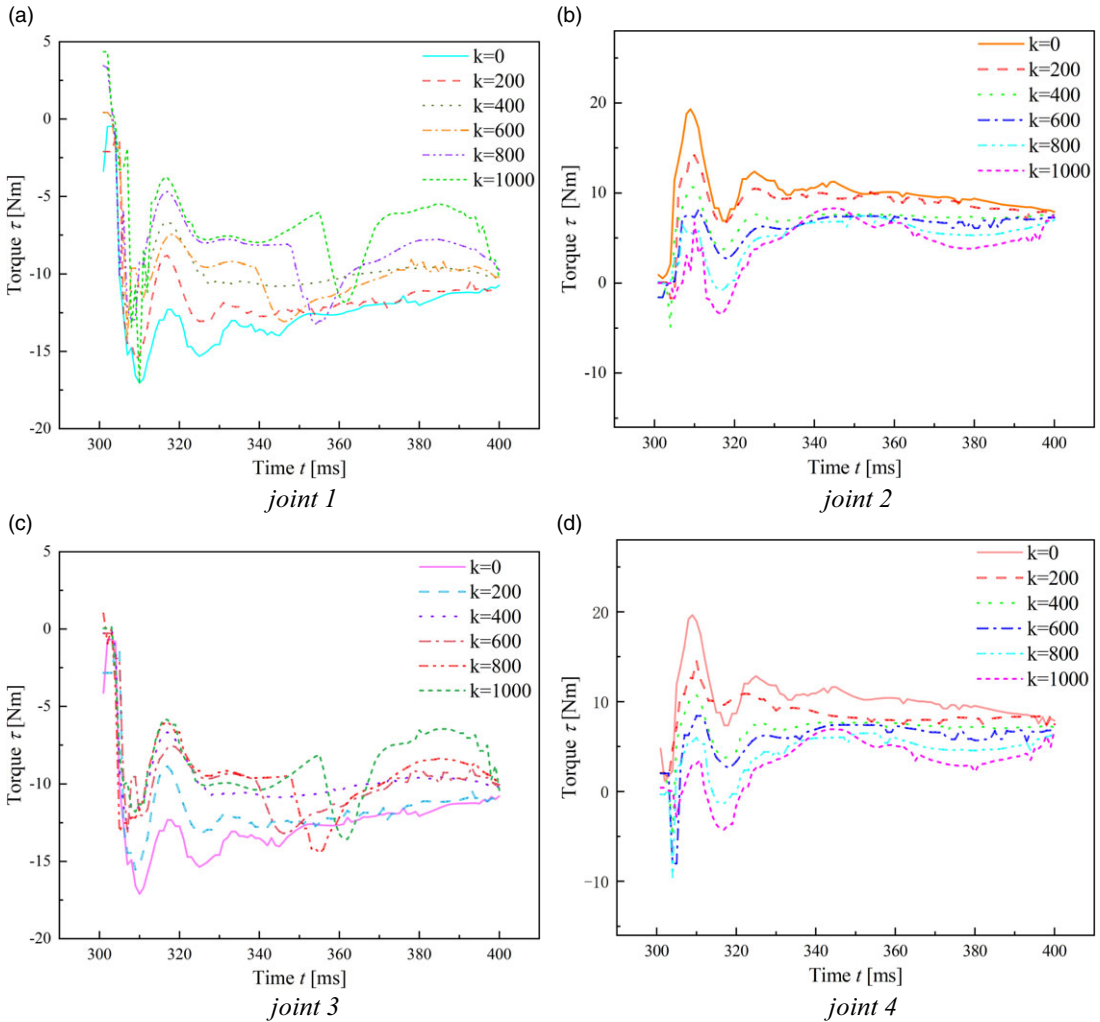 (a)
5
0
-5
-10
-15
-20
Torque τ [Nm]
k=0
k=200
k=400
k=600
k=800
k=1000
300 320 340 360 380 400
Time t [ms]
joint 1
(b)
20
10
0
-10
Torque τ [Nm]
k=0
k=200
k=400
k=600
k=800
k=1000
300 320 340 360 380 400
Time t [ms]
joint 2
(c)
5
0
-5
-10
-15
-20
Torque τ [Nm]
k=0
k=200
k=400
k=600
k=800
k=1000
300 320 340 360 380 400
Time t [ms]
joint 3
(d)
20
10
0
-10
Torque τ [Nm]
k=0
k=200
k=400
k=600
k=800
k=1000
300 320 340 360 380 400
Time t [ms]
joint 4